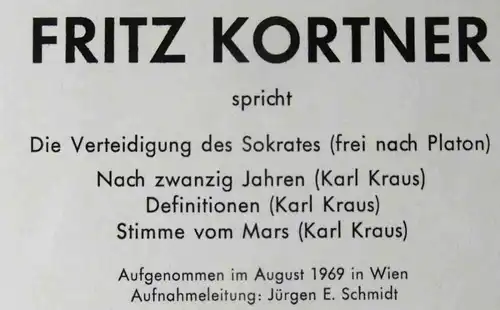 FRITZ KORTNER
spricht
Die Verteidigung des Sokrates (frei nach Platon)
Nach zwanzig Jahren (Karl Kraus)
Definitionen (Karl Kraus)
Stimme vom Mars (Karl Kraus)
Aufgenommen im August 1969 in Wien
Aufnahmeleitung: Jürgen E. Schmidt